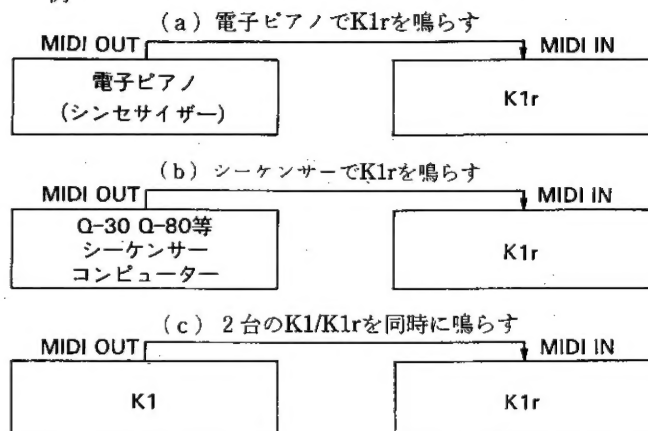 (a) 電子ピアノでK1rを鳴らす
MIDI OUT MIDI IN
電子ピアノ
(シンセサイザー)
K1r
(b) シーケンサーでK1rを鳴らす
MIDI OUT MIDI IN
Q-30 Q-80等
シーケンサー
コンピューター
K1r
(c) 2台のK1/K1rを同時に鳴らす
MIDI OUT MIDI IN
K1 K1r